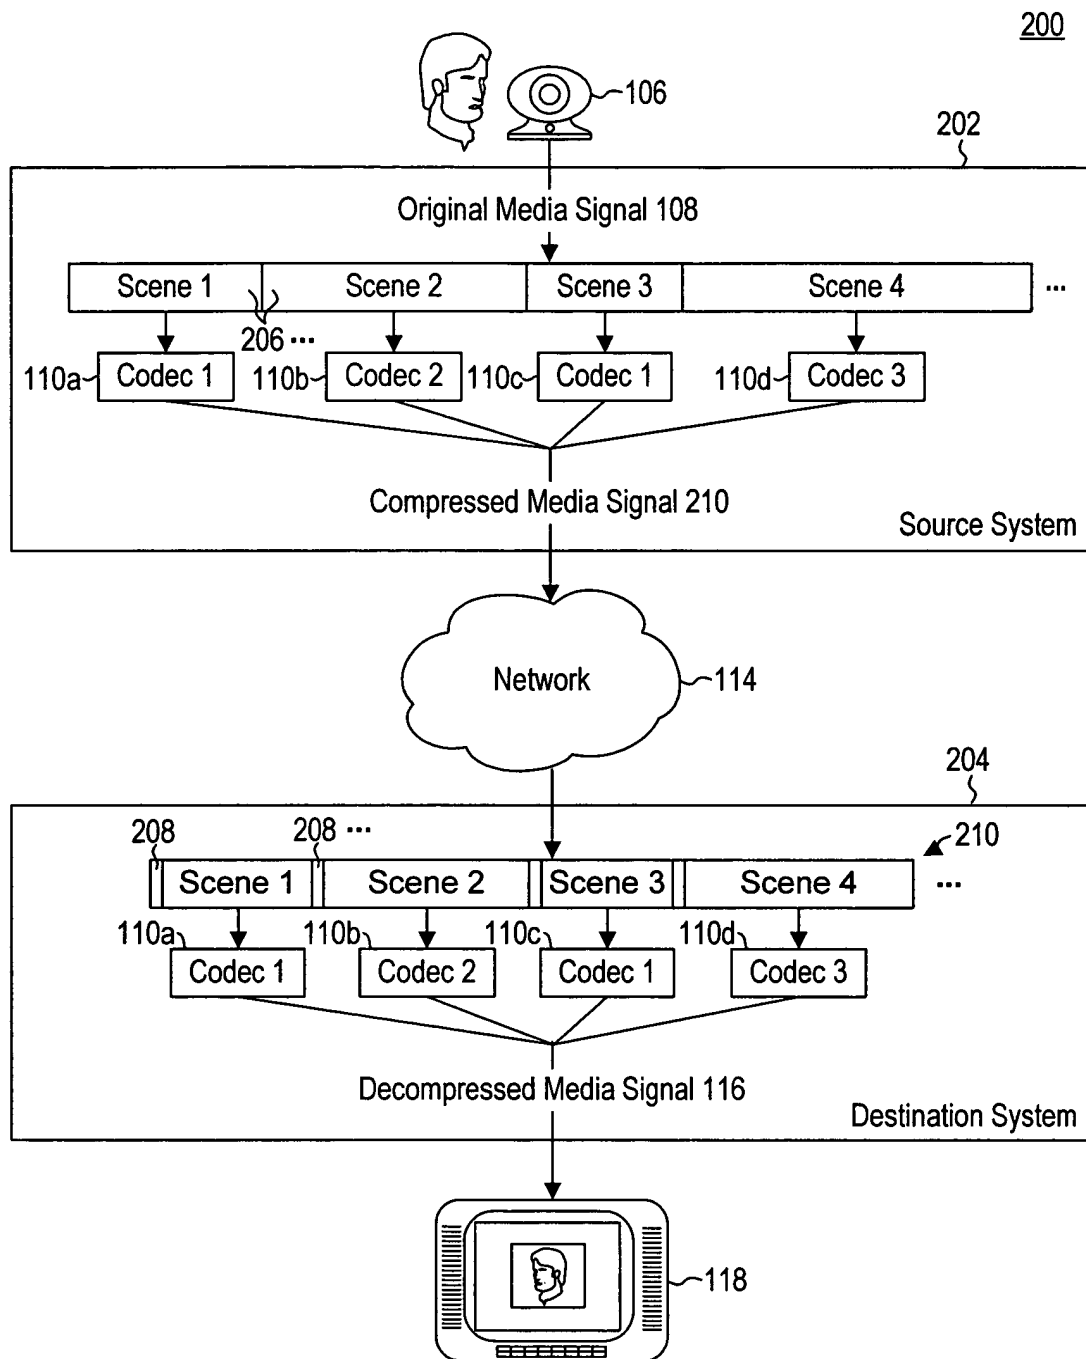 200
106
202
Original Media Signal 108
Scene 1 Scene 2 Scene 3 Scene 4 ...
206 ...
110a Codec 1 110b Codec 2 110c Codec 1 110d Codec 3
Compressed Media Signal 210
Source System
Network
114
204
208 208 ... 210
Scene 1 Scene 2 Scene 3 Scene 4 ...
110a 110b 110c 110d
Codec 1 Codec 2 Codec 1 Codec 3
Decompressed Media Signal 116
Destination System
118